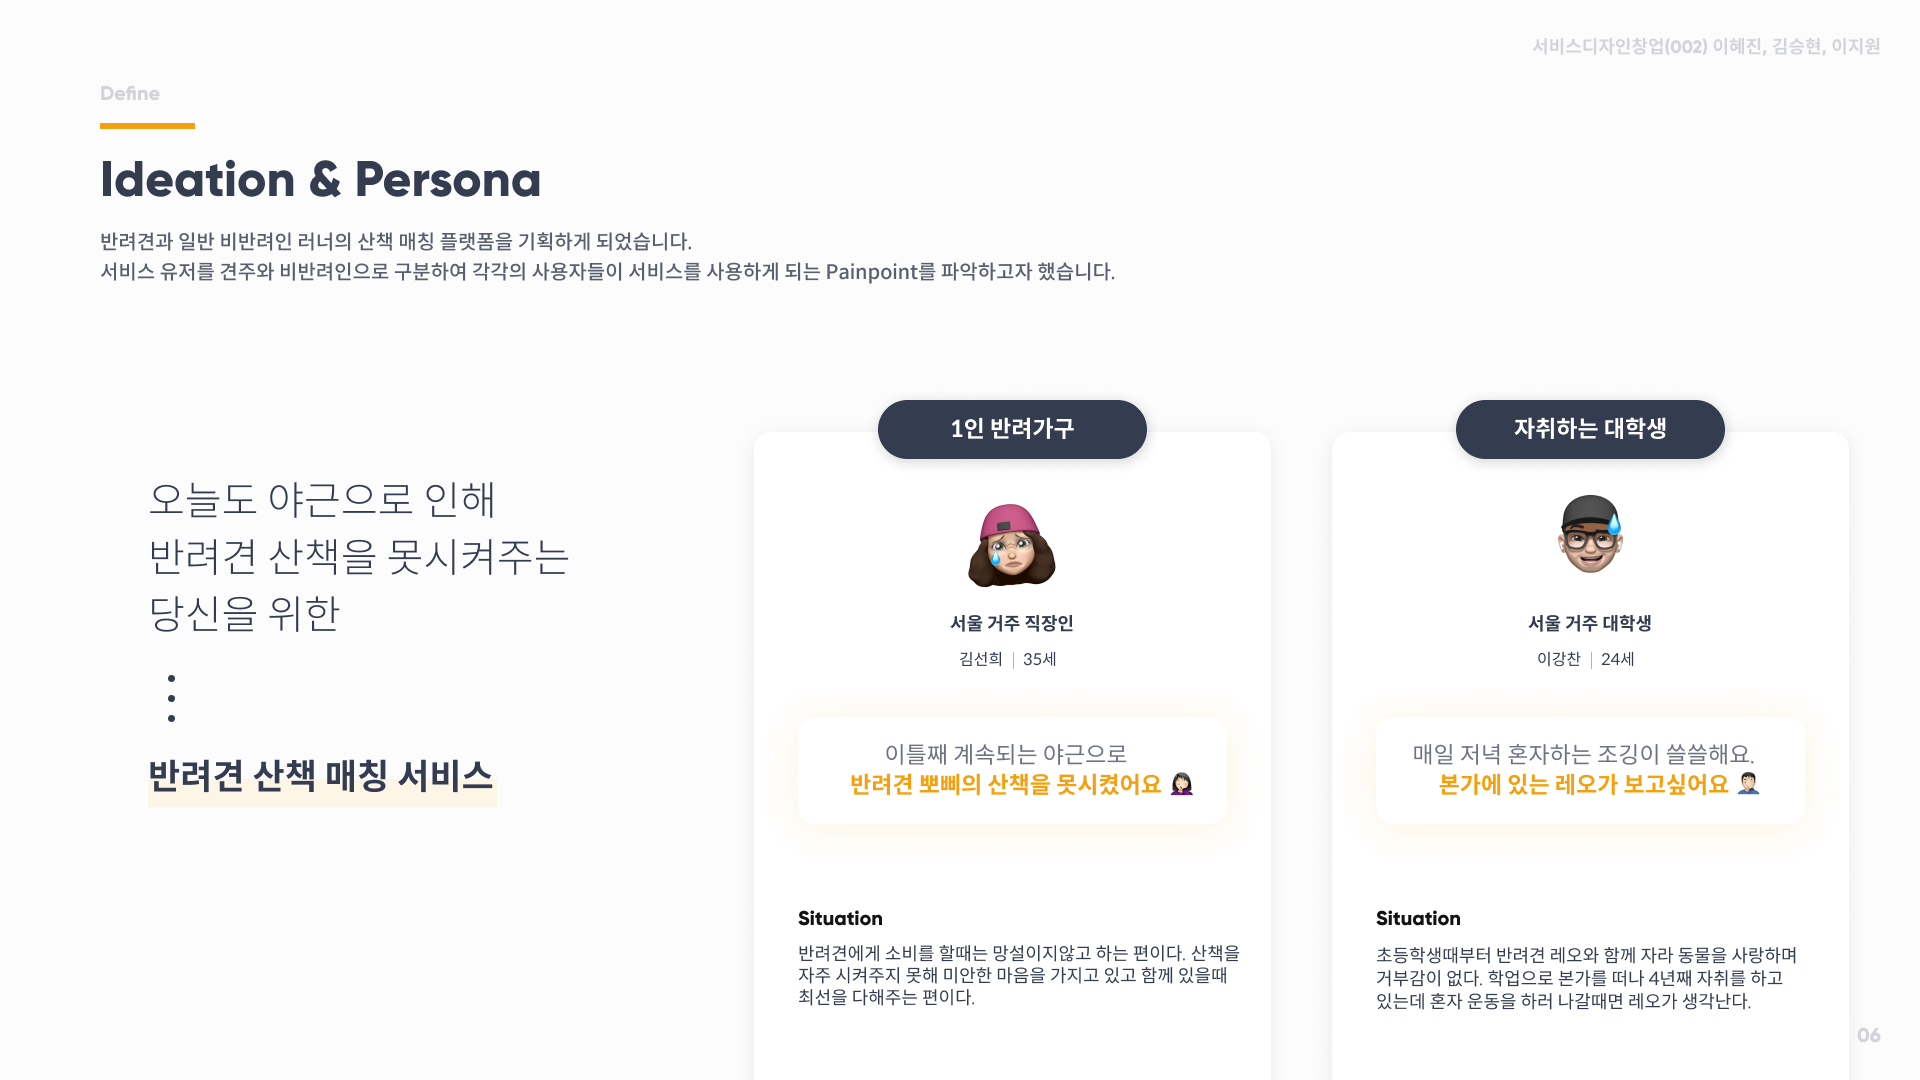 서비스디자인창업(002) 이혜진, 김승현, 이지원
Define
Ideation & Persona
반려견과 일반 비반려인 러너의 산책 매칭 플랫폼을 기획하게 되었습니다.
서비스 유저를 견주와 비반려인으로 구분하여 각각의 사용자들이 서비스를 사용하게 되는 Painpoint를 파악하고자 했습니다.
오늘도 야근으로 인해
반려견 산책을 못시켜주는
당신을 위한
반려견 산책 매칭 서비스
1인 반려가구
서울 거주 직장인
김선희 | 35세
이틀째 계속되는 야근으로
반려견 뽀삐의 산책을 못시켰어요
Situation
반려견에게 소비를 할때는 망설이지않고 하는 편이다. 산책을
자주 시켜주지 못해 미안한 마음을 가지고 있고 함께 있을때
최선을 다해주는 편이다.
자취하는 대학생
서울 거주 대학생
이강찬 | 24세
매일 저녁 혼자하는 조깅이 쓸쓸해요.
본가에 있는 레오가 보고싶어요
Situation
초등학생때부터 반려견 레오와 함께 자라 동물을 사랑하며
거부감이 없다. 학업으로 본가를 떠나 4년째 자취를 하고
있는데 혼자 운동을 하러 나갈때면 레오가 생각난다.
06